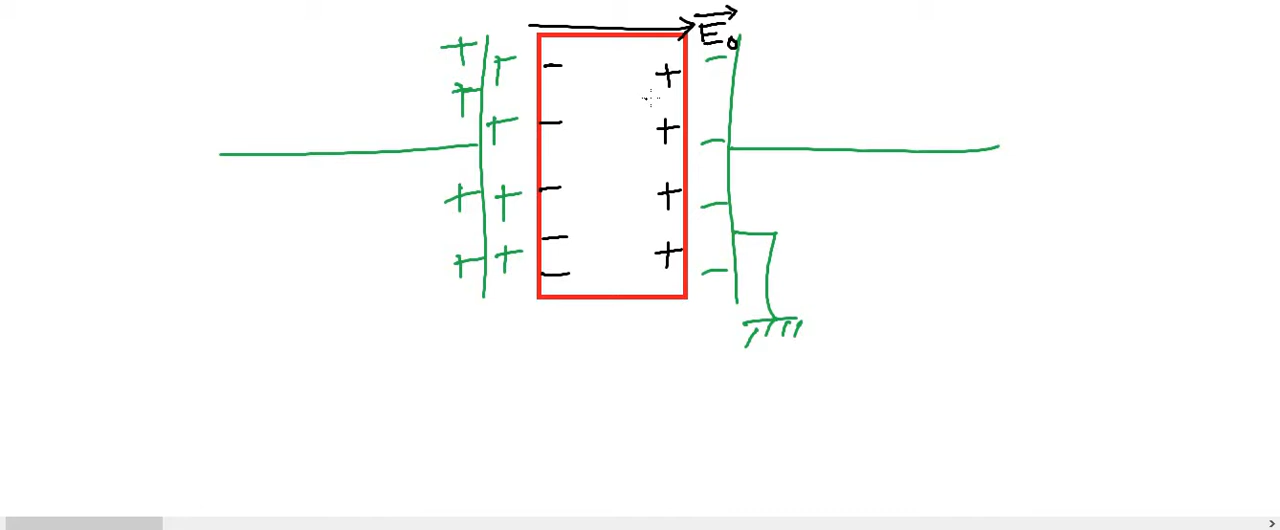 E₀
+ + - + -
+
+ - + -
+ + - + -
+ + - + -
-